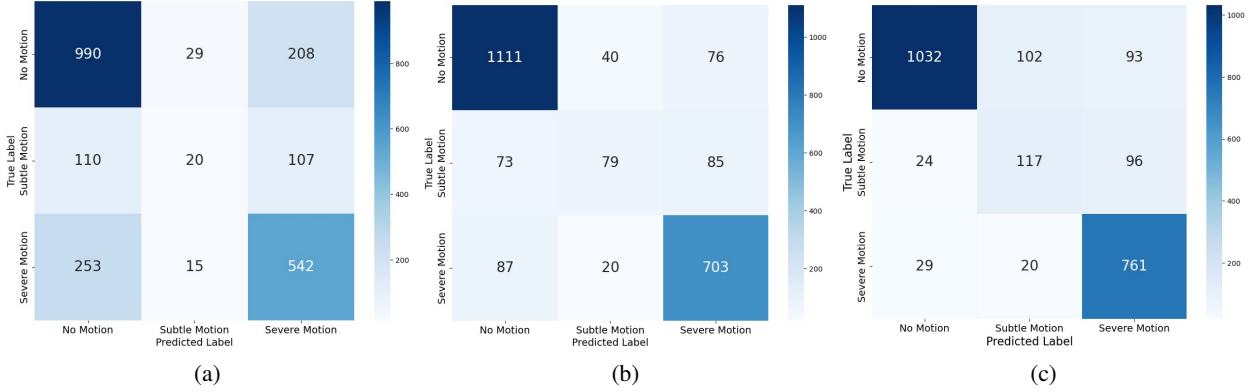 No Motion
990 29 208
800
True Label
Subtle Motion
110 20 107
600
400
Severe Motion
253 15 542
200
No Motion Subtle Motion Severe Motion
Predicted Label
(a)
No Motion
1111 40 76
1000
800
True Label
Subtle Motion
73 79 85
600
400
Severe Motion
87 20 703
200
No Motion Subtle Motion Severe Motion
Predicted Label
(b)
No Motion
1032 102 93
1000
800
True Label
Subtle Motion
24 117 96
600
400
Severe Motion
29 20 761
200
No Motion Subtle Motion Severe Motion
Predicted Label
(c)